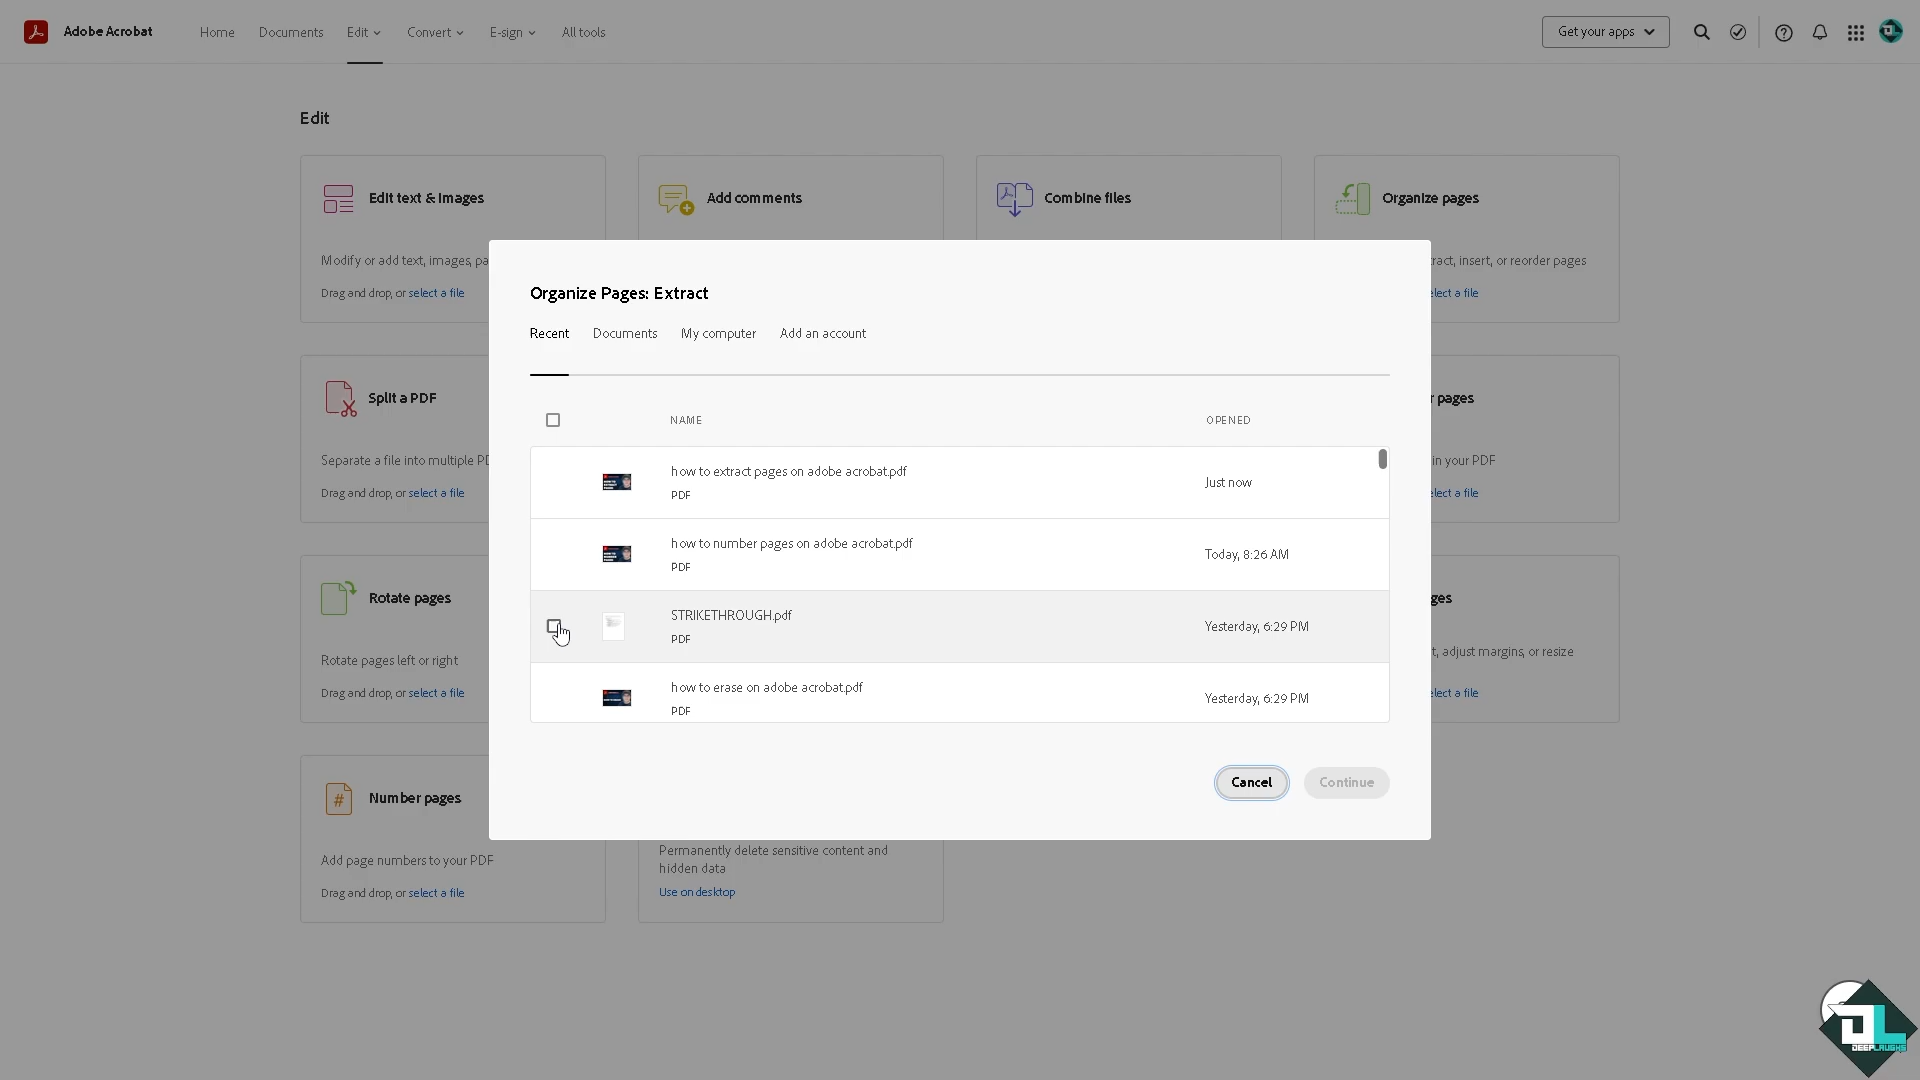 Adobe Acrobat
Home
Documents
Edit
Convert
E-sign
All tools
Get your apps
Edit
Edit text & images
Add comments
Combine files
Organize pages
Modify or add text, images, pa
ract, insert, or reorder pages
Drag and drop, or select a file
elect a file
Organize Pages: Extract
Recent
Documents
My computer
Add an account
NAME
OPENED
how to extract pages on adobe acrobat.pdf
PDF
Just now
how to number pages on adobe acrobat.pdf
PDF
Today, 8:26 AM
STRIKETHROUGH.pdf
PDF
Yesterday, 6:29 PM
how to erase on adobe acrobat.pdf
PDF
Yesterday, 6:29 PM
Cancel
Continue
Split a PDF
r pages
Separate a file into multiple PD
in your PDF
Drag and drop, or select a file
elect a file
Rotate pages
ges
Rotate pages left or right
t, adjust margins, or resize
Drag and drop, or select a file
elect a file
Number pages
Add page numbers to your PDF
Drag and drop, or select a file
Permanently delete sensitive content and
hidden data
Use on desktop
DEEPLAUGHS